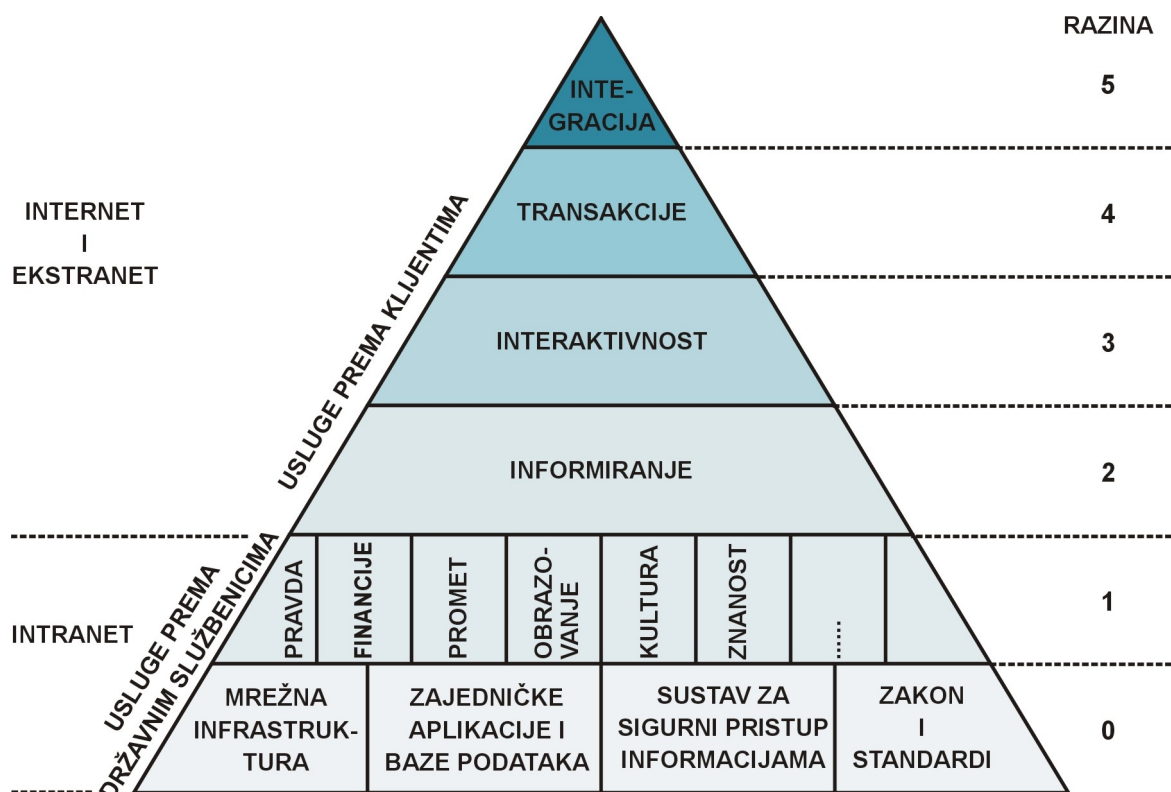 RAZINA
INTE-
GRACIJA
5
TRANSAKCIJE
4
INTERNET
I
EKSTRANET
USLUGE PREMA KLIJENTIMA
INTERAKTIVNOST
3
INFORMIRANJE
2
INTRANET
USLUGE PREMA
DRŽAVNIM SLUŽBENICIMA
PRAVDA
FINANCIJE
PROMET
OBRAZO-
VANJE
KULTURA
ZNANOST
......
1
MREŽNA
INFRASTRUK-
TURA
ZAJEDNIČKE
APLIKACIJE I
BAZE PODATAKA
SUSTAV ZA
SIGURNI PRISTUP
INFORMACIJAMA
ZAKON
I
STANDARDI
0